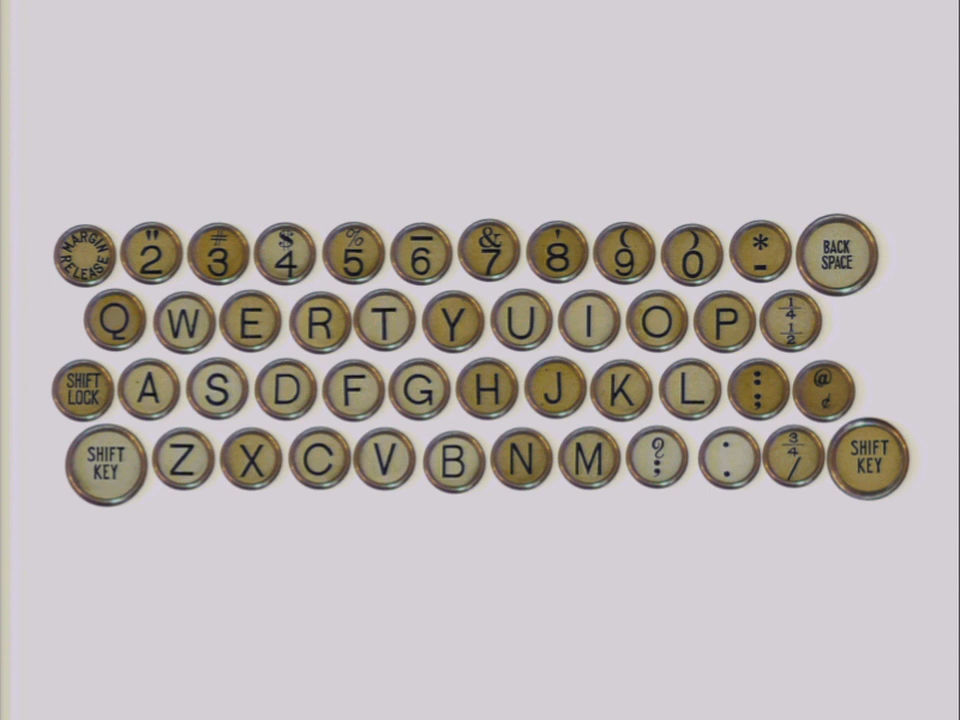 MARGIN RELEASE " 2 # 3 $ 4 % 5 _ 6 & 7 ' 8 ( 9 ) 0 * - BACK SPACE
Q W E R T Y U I O P 1/4 1/2
SHIFT LOCK A S D F G H J K L : ; @ ¢
SHIFT KEY Z X C V B N M ? ; . . 3/4 / SHIFT KEY